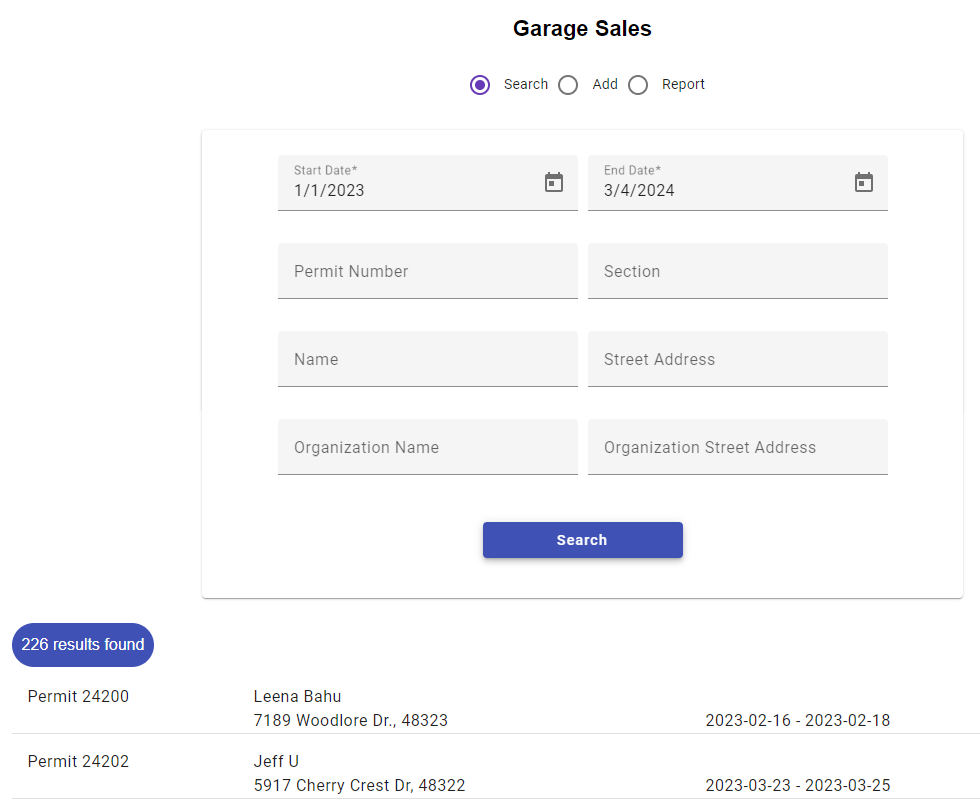 Garage Sales
Search Add Report
Start Date* End Date*
1/1/2023 3/4/2024
Permit Number Section
Name Street Address
Organization Name Organization Street Address
Search
226 results found
Permit 24200 Leena Bahu
7189 Woodlore Dr., 48323 2023-02-16 - 2023-02-18
Permit 24202 Jeff U
5917 Cherry Crest Dr, 48322 2023-03-23 - 2023-03-25